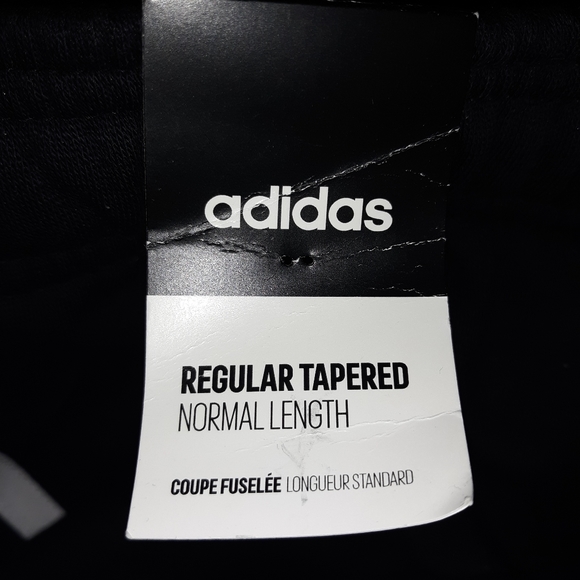 adidas
REGULAR TAPERED
NORMAL LENGTH
COUPE FUSELÉE LONGUEUR STANDARD